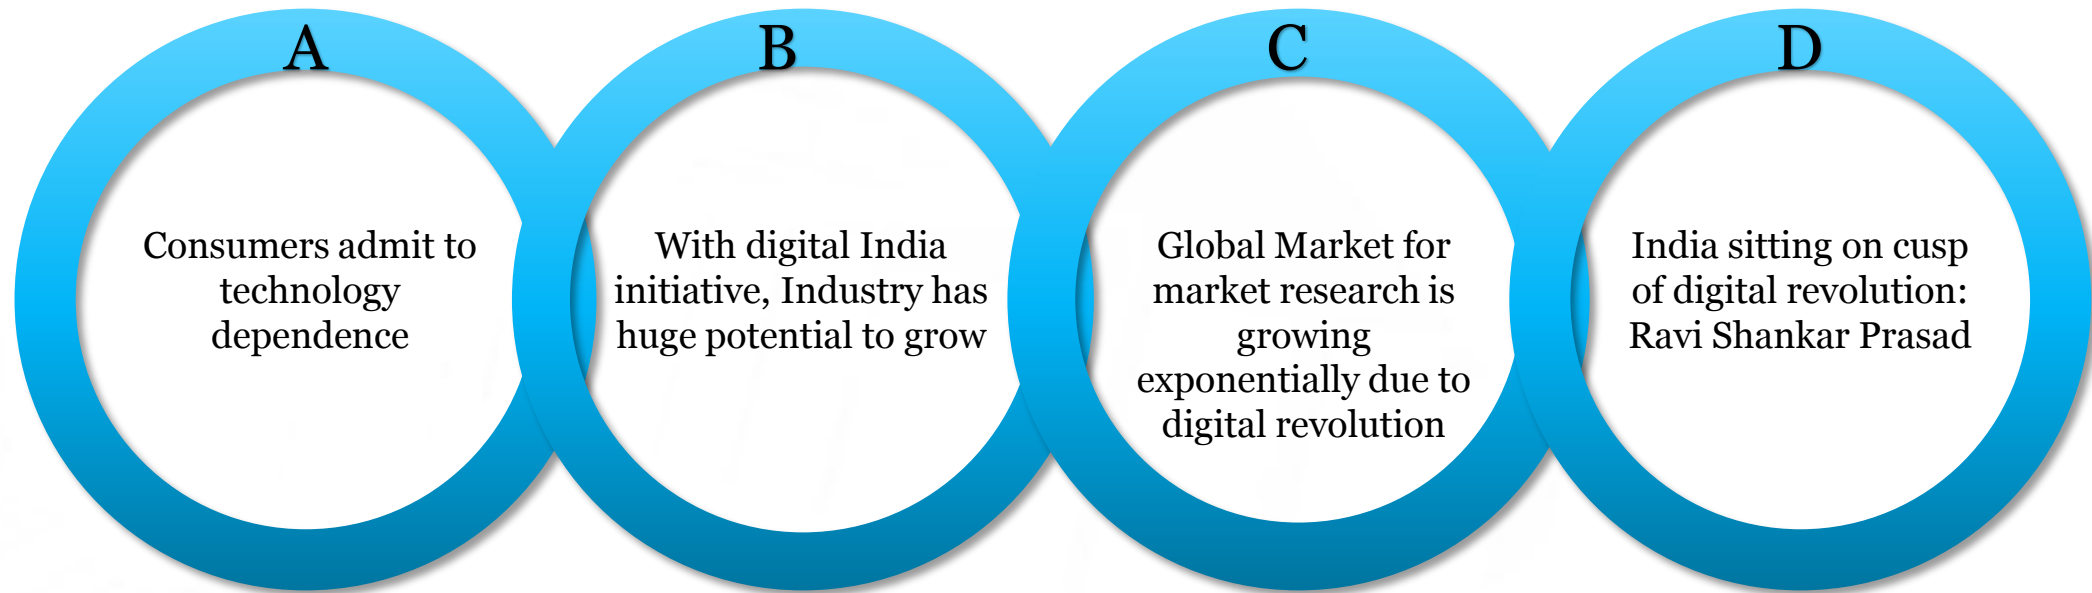 A
Consumers admit to
technology
dependence
B
With digital India
initiative, Industry has
huge potential to grow
C
Global Market for
market research is
growing
exponentially due to
digital revolution
D
India sitting on cusp
of digital revolution:
Ravi Shankar Prasad